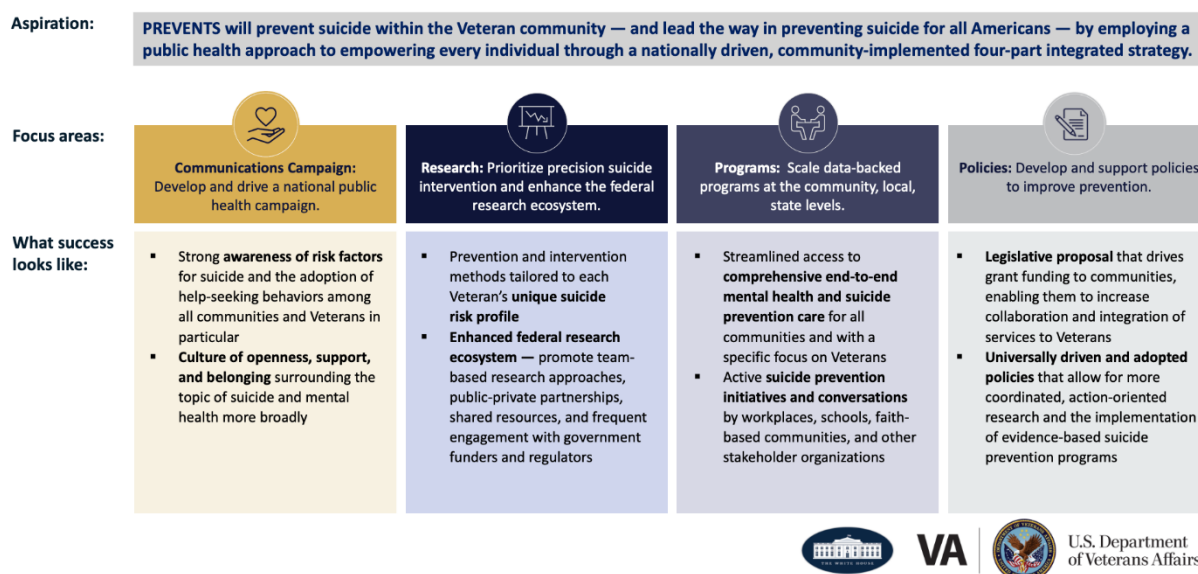 Aspiration:
PREVENTS will prevent suicide within the Veteran community — and lead the way in preventing suicide for all Americans — by employing a
public health approach to empowering every individual through a nationally driven, community-implemented four-part integrated strategy.
Focus areas:
Communications Campaign:
Develop and drive a national public
health campaign.
Research: Prioritize precision suicide
intervention and enhance the federal
research ecosystem.
Programs: Scale data-backed
programs at the community, local,
state levels.
Policies: Develop and support policies
to improve prevention.
What success
looks like:
▪ Strong awareness of risk factors
for suicide and the adoption of
help-seeking behaviors among
all communities and Veterans in
particular
▪ Culture of openness, support,
and belonging surrounding the
topic of suicide and mental
health more broadly
▪ Prevention and intervention
methods tailored to each
Veteran's unique suicide
risk profile
▪ Enhanced federal research
ecosystem — promote team-
based research approaches,
public-private partnerships,
shared resources, and frequent
engagement with government
funders and regulators
▪ Streamlined access to
comprehensive end-to-end
mental health and suicide
prevention care for all
communities and with a
specific focus on Veterans
▪ Active suicide prevention
initiatives and conversations
by workplaces, schools, faith-
based communities, and other
stakeholder organizations
▪ Legislative proposal that drives
grant funding to communities,
enabling them to increase
collaboration and integration of
services to Veterans
▪ Universally driven and adopted
policies that allow for more
coordinated, action-oriented
research and the implementation
of evidence-based suicide
prevention programs
THE WHITE HOUSE
VA
U.S. Department
of Veterans Affairs